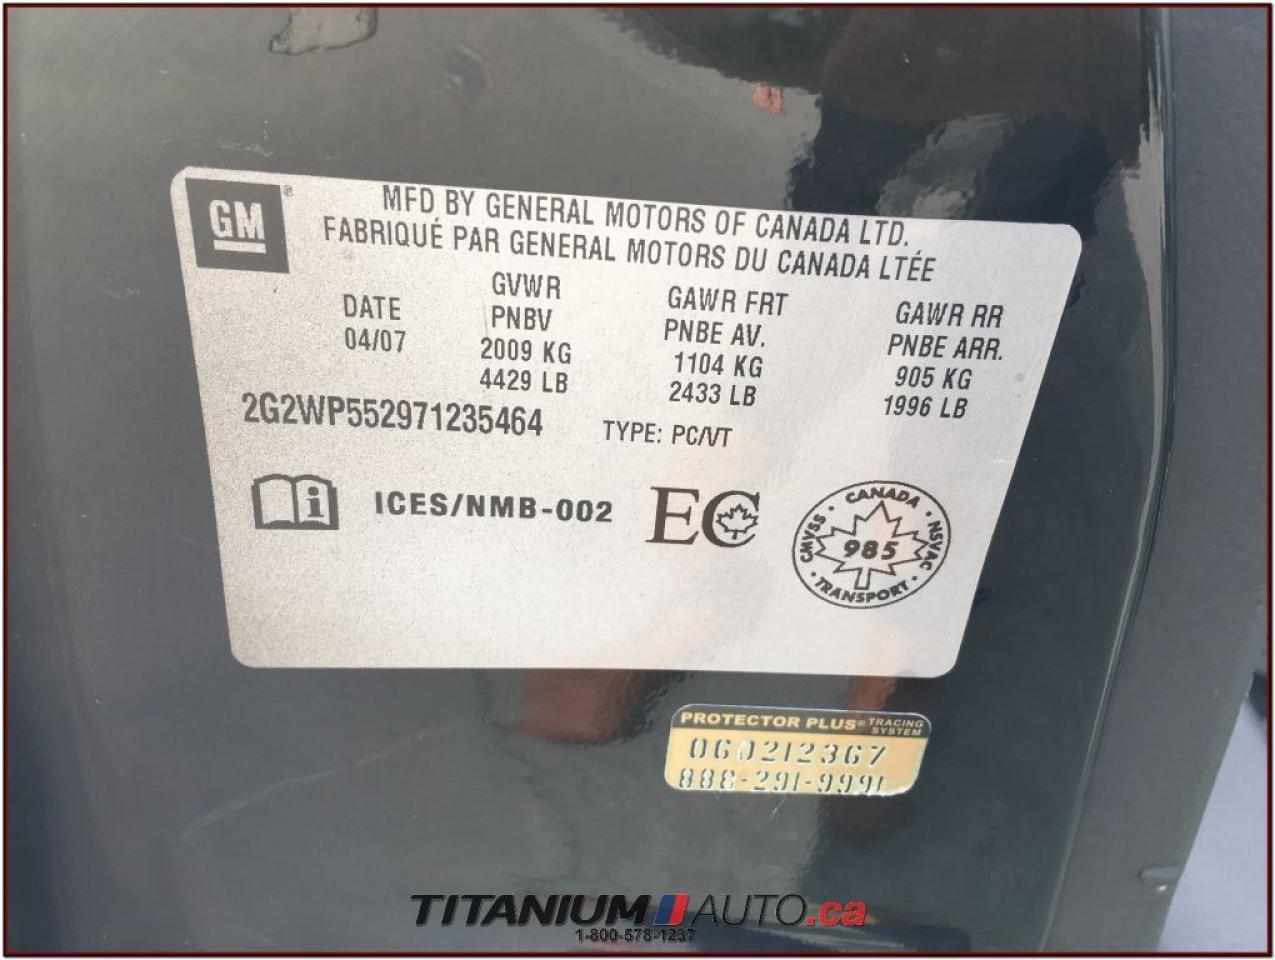 GM
MFD BY GENERAL MOTORS OF CANADA LTD.
FABRIQUÉ PAR GENERAL MOTORS DU CANADA LTÉE
DATE
04/07
GVWR
PNBV
2009 KG
4429 LB
GAWR FRT
PNBE AV.
1104 KG
2433 LB
GAWR RR
PNBE ARR.
905 KG
1996 LB
2G2WP552971235464
TYPE: PC/VT
ICES/NMB-002
EC
CANADA
CMVSS
985
NSVAC
TRANSPORT
PROTECTOR PLUS® TRACING SYSTEM
060212367
888-291-9991
TITANIUM AUTO.ca
1-800-578-1237